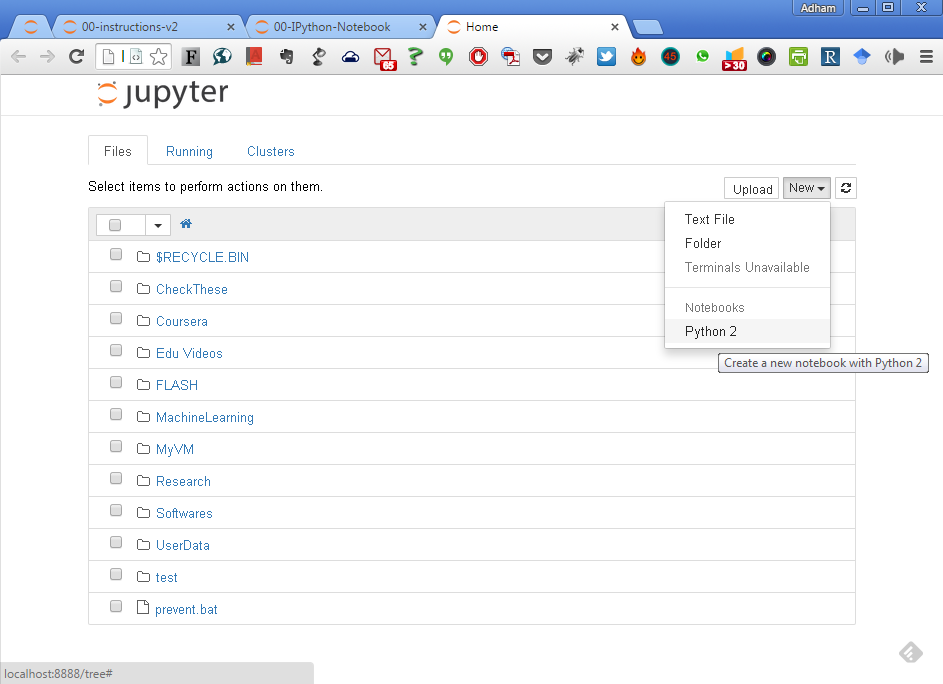 Adham
00-instructions-v2
00-IPython-Notebook
Home
F
65
45
> 30
R
jupyter
Files
Running
Clusters
Select items to perform actions on them.
Upload
New
Text File
Folder
Terminals Unavailable
Notebooks
Python 2
Create a new notebook with Python 2
$RECYCLE.BIN
CheckThese
Coursera
Edu Videos
FLASH
MachineLearning
MyVM
Research
Softwares
UserData
test
prevent.bat
localhost:8888/tree#